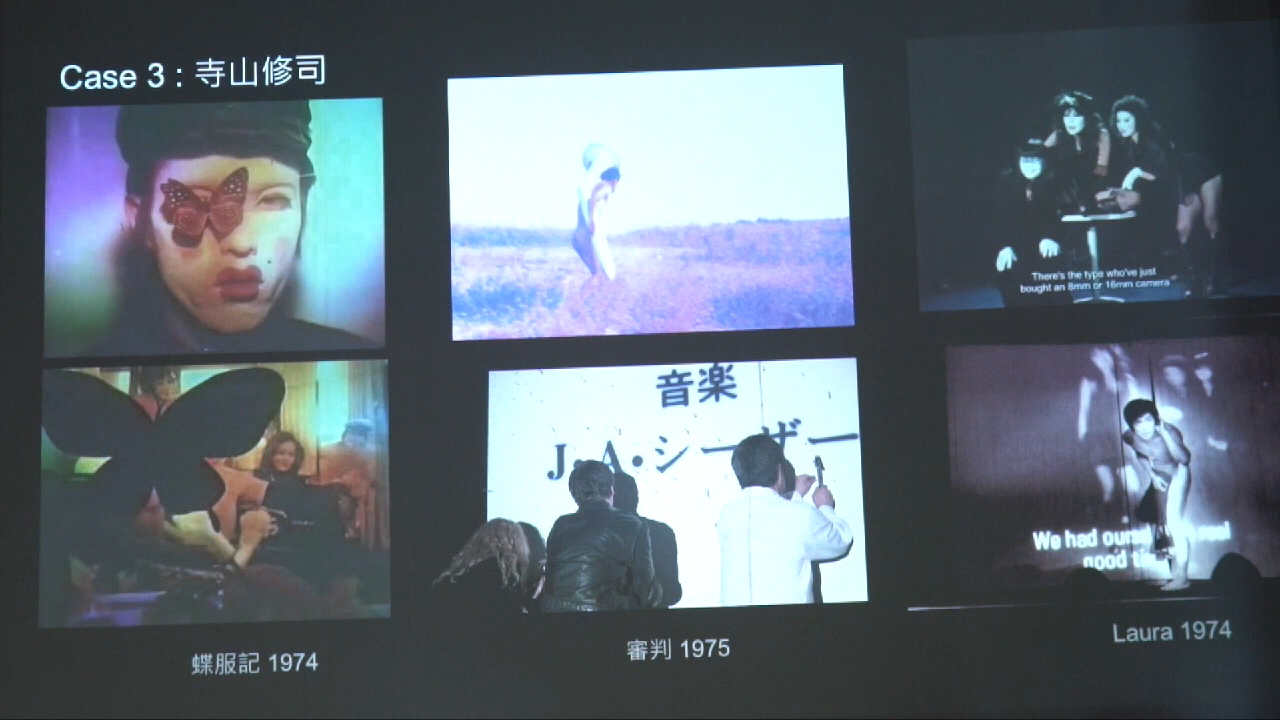 Case 3 : 寺山修司
There's the type who've just
bought an 8mm or 16mm camera
音楽
J・A・シーザー
We had
good
蝶服記 1974
審判 1975
Laura 1974